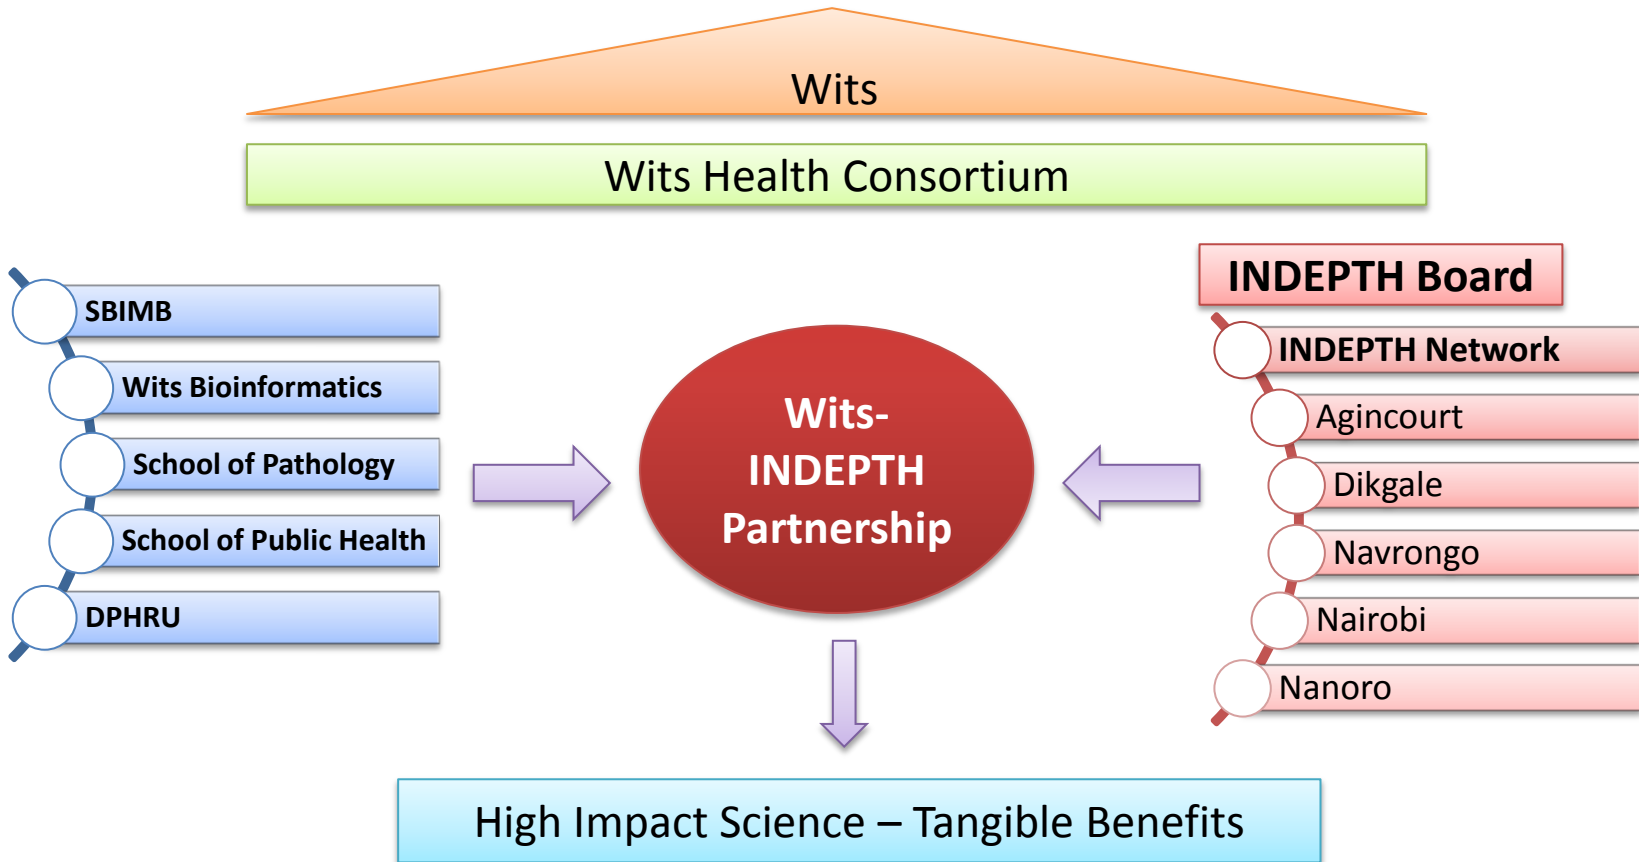 Wits
Wits Health Consortium
SBIMB
Wits Bioinformatics
School of Pathology
School of Public Health
DPHRU
Wits-
INDEPTH
Partnership
INDEPTH Board
INDEPTH Network
Agincourt
Dikgale
Navrongo
Nairobi
Nanoro
High Impact Science – Tangible Benefits